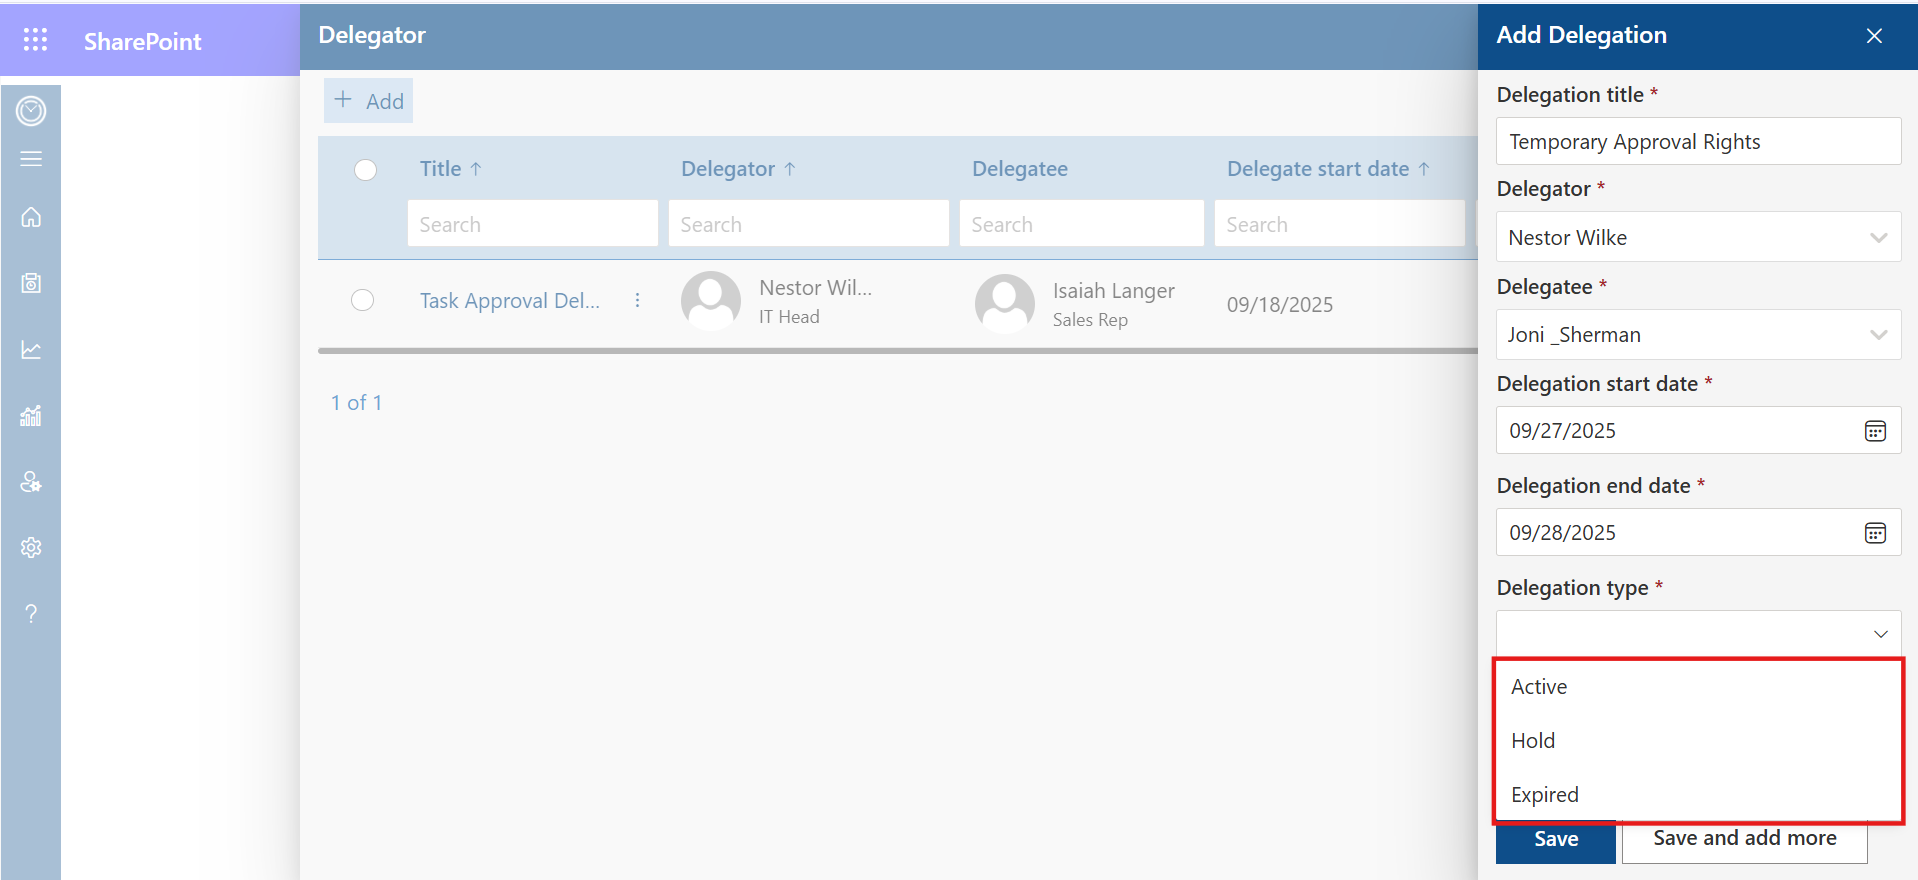 SharePoint
Delegator
+ Add
Title ↑ Delegator ↑ Delegatee Delegate start date ↑
Search Search Search Search
Task Approval Del... Nestor Wil... IT Head Isaiah Langer Sales Rep 09/18/2025
1 of 1
Add Delegation
Delegation title *
Temporary Approval Rights
Delegator *
Nestor Wilke
Delegatee *
Joni _Sherman
Delegation start date *
09/27/2025
Delegation end date *
09/28/2025
Delegation type *
Active
Hold
Expired
Save Save and add more